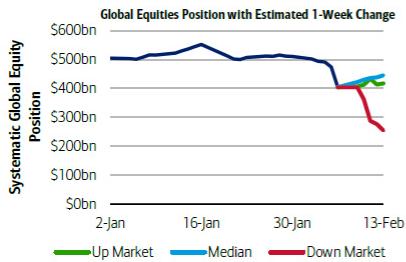 Global Equities Position with Estimated 1-Week Change
Systematic Global Equity
Position
$600bn
$500bn
$400bn
$300bn
$200bn
$100bn
$0bn
2-Jan
16-Jan
30-Jan
13-Feb
Up Market
Median
Down Market